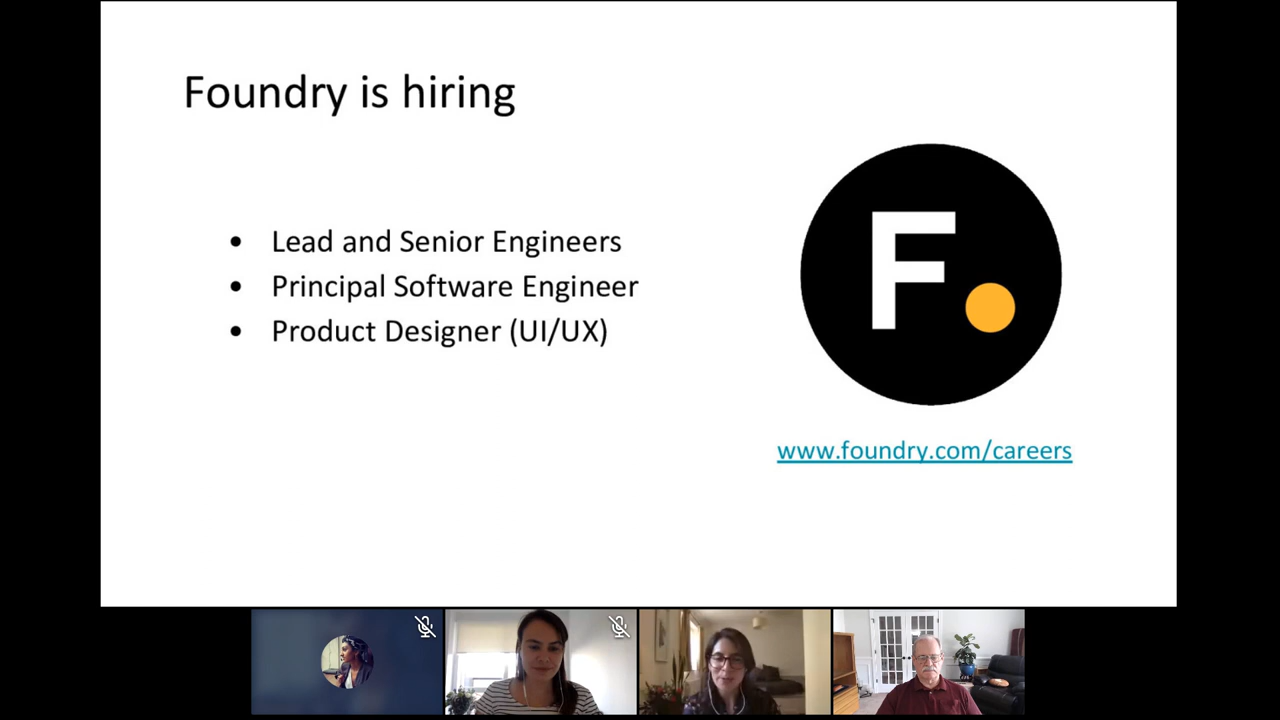 Foundry is hiring
• Lead and Senior Engineers
• Principal Software Engineer
• Product Designer (UI/UX)
F.
www.foundry.com/careers